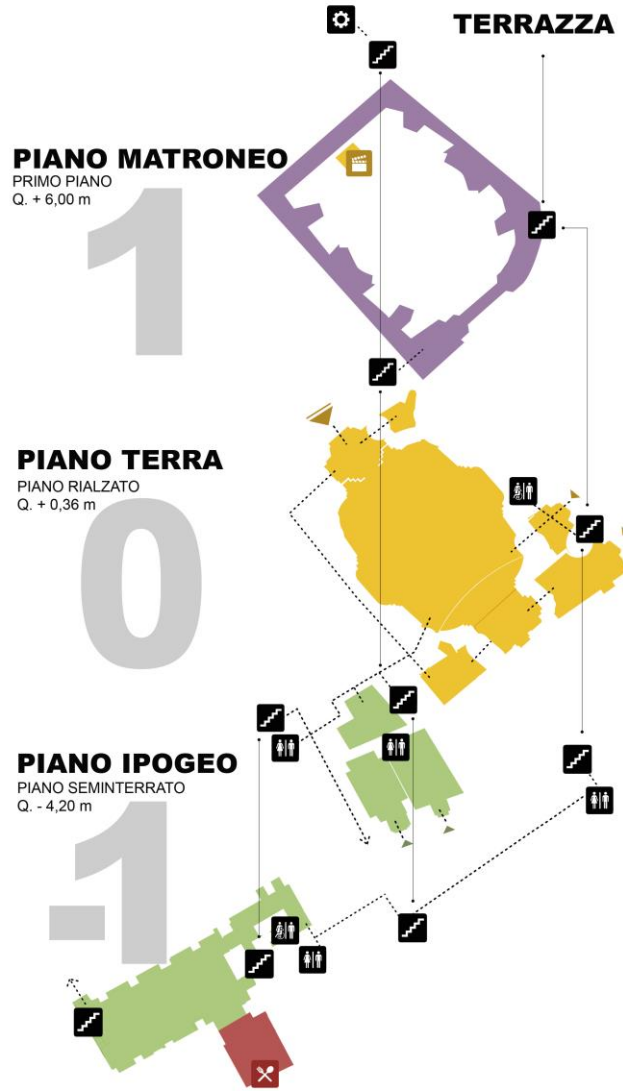 TERRAZZA
PIANO MATRONEO
PRIMO PIANO
Q. + 6,00 m
1
PIANO TERRA
PIANO RIALZATO
Q. + 0,36 m
0
PIANO IPOGEO
PIANO SEMINTERRATO
Q. - 4,20 m
-1